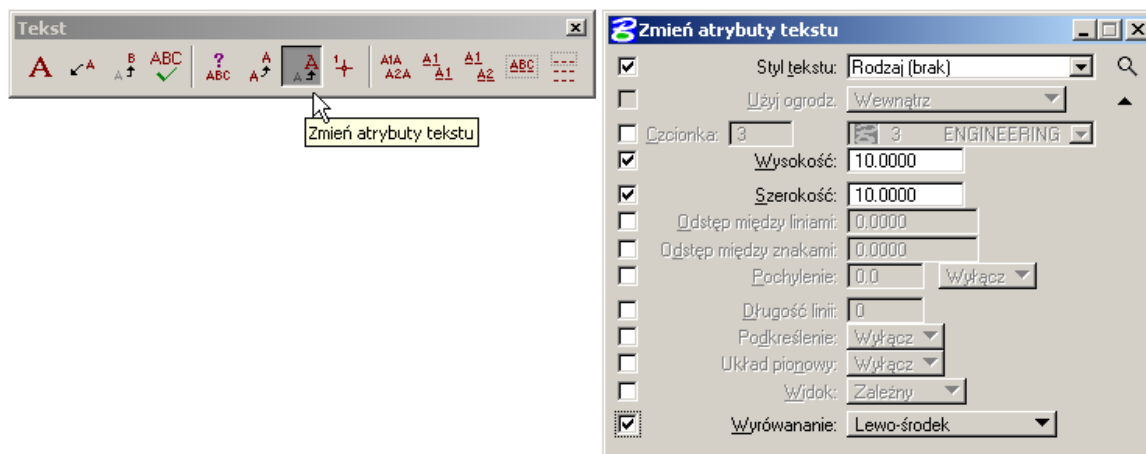 Tekst
A
A
B
A
ABC
?
ABC
A
A
A
A
1
A1A
A2A
A1
A1
A1
A2
ABC
Zmień atrybuty tekstu
Zmień atrybuty tekstu
Styl tekstu: Rodzaj (brak)
Użyj ogrodz. Wewnątrz
Czcionka: 3 3 ENGINEERING
Wysokość: 10.0000
Szerokość: 10.0000
Odstęp między liniami: 0.0000
Odstęp między znakami: 0.0000
Pochylenie: 0.0 Wyłącz
Długość linii: 0
Podkreślenie: Wyłącz
Układ pionowy: Wyłącz
Widok: Zależny
Wyrównanie: Lewo-środek